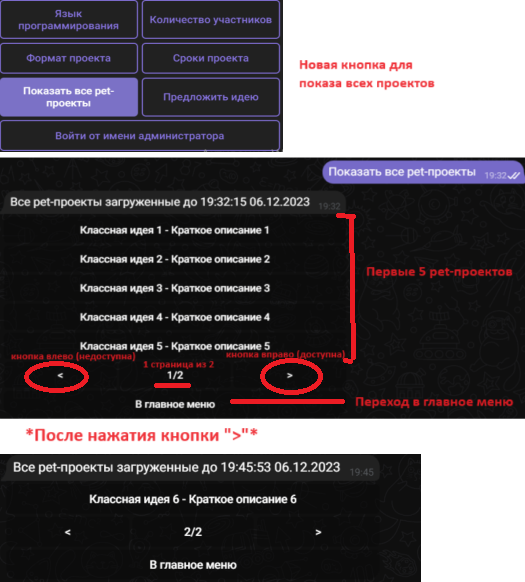 Язык
программирования
Количество участников
Формат проекта
Сроки проекта
Новая кнопка для
показа всех проектов
Показать все pet-
проекты
Предложить идею
Войти от имени администратора
Показать все pet-проекты 19:32
Все pet-проекты загруженные до 19:32:15 06.12.2023 19:32
Классная идея 1 - Краткое описание 1
Классная идея 2 - Краткое описание 2
Первые 5 pet-проектов
Классная идея 3 - Краткое описание 3
Классная идея 4 - Краткое описание 4
Классная идея 5 - Краткое описание 5
кнопка влево (недоступна)
1 страница из 2
кнопка вправо (доступна)
< 1/2 >
В главное меню
Переход в главное меню
*После нажатия кнопки ">"*
Все pet-проекты загруженные до 19:45:53 06.12.2023 19:45
Классная идея 6 - Краткое описание 6
< 2/2 >
В главное меню